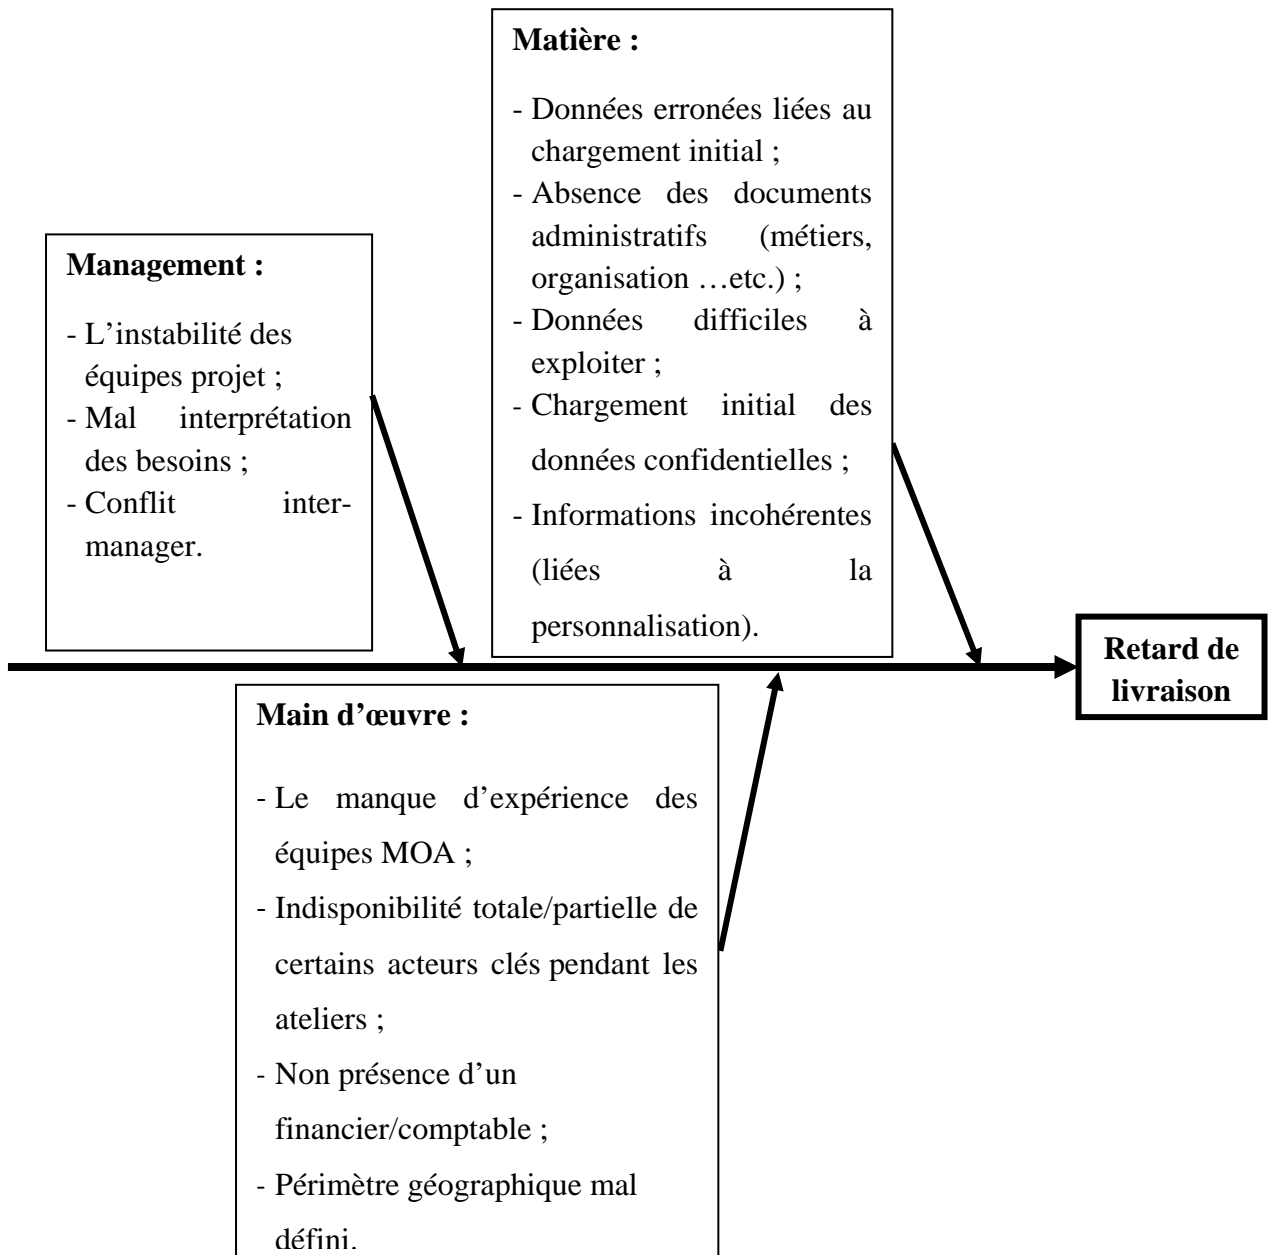 Matière :
- Données erronées liées au
chargement initial ;
- Absence des documents
administratifs (métiers,
organisation …etc.) ;
- Données difficiles à
exploiter ;
- Chargement initial des
données confidentielles ;
- Informations incohérentes
(liées à la
personnalisation).
Management :
- L’instabilité des
équipes projet ;
- Mal interprétation
des besoins ;
- Conflit inter-
manager.
Retard de
livraison
Main d’œuvre :
- Le manque d’expérience des
équipes MOA ;
- Indisponibilité totale/partielle de
certains acteurs clés pendant les
ateliers ;
- Non présence d’un
financier/comptable ;
- Périmètre géographique mal
défini.